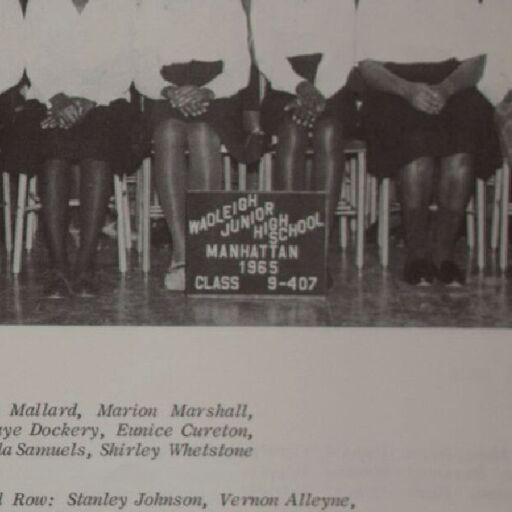 WADLEIGH
JUNIOR
HIGH
SCHOOL
MANHATTAN
1965
CLASS 9-407
Mallard, Marion Marshall,
Dockery, Eunice Cureton,
Samuels, Shirley Whetstone
Row: Stanley Johnson, Vernon Alleyne,